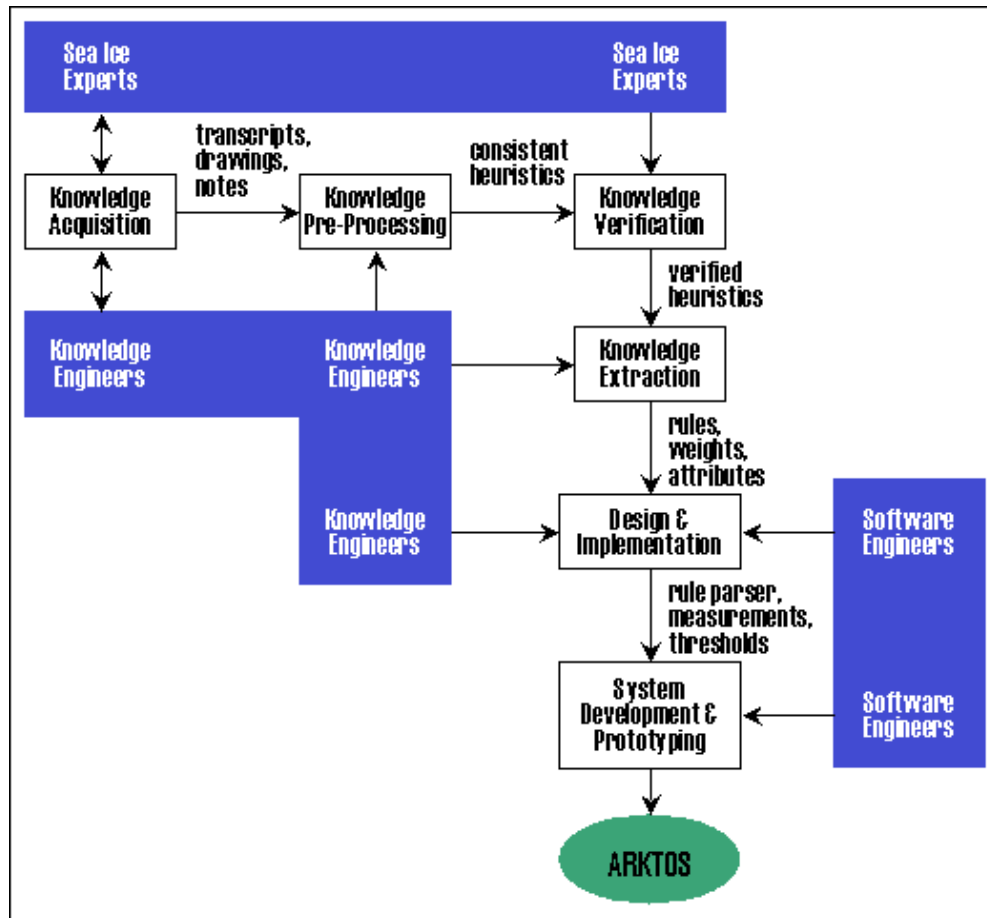 Sea Ice
Experts
Sea Ice
Experts
transcripts,
drawings,
notes
consistent
heuristics
Knowledge
Acquisition
Knowledge
Pre-Processing
Knowledge
Verification
verified
heuristics
Knowledge
Engineers
Knowledge
Engineers
Knowledge
Extraction
rules,
weights,
attributes
Knowledge
Engineers
Design &
Implementation
Software
Engineers
rule parser,
measurements,
thresholds
System
Development &
Prototyping
Software
Engineers
ARKTOS